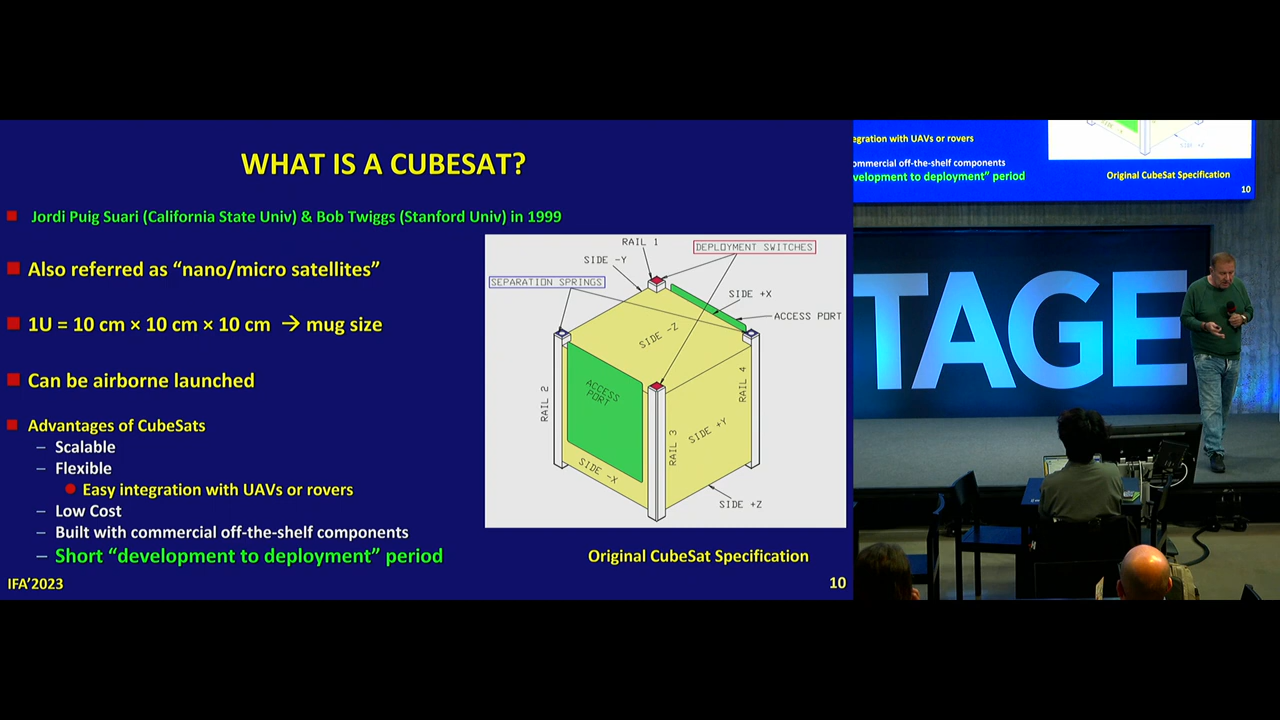 WHAT IS A CUBESAT?
Jordi Puig Suari (California State Univ) & Bob Twiggs (Stanford Univ) in 1999
Also referred as “nano/micro satellites”
1U = 10 cm × 10 cm × 10 cm → mug size
Can be airborne launched
Advantages of CubeSats
– Scalable
– Flexible
Easy integration with UAVs or rovers
– Low Cost
– Built with commercial off-the-shelf components
– Short “development to deployment” period
IFA’2023
RAIL 1
DEPLOYMENT SWITCHES
SIDE -Y
SEPARATION SPRINGS
SIDE +X
ACCESS PORT
SIDE -Z
ACCESS
PORT
RAIL 2
RAIL 4
RAIL 3
SIDE +Y
SIDE -X
SIDE +Z
Original CubeSat Specification
10
egration with UAVs or rovers
ommercial off-the-shelf components
velopment to deployment” period
SIDE +Z
Original CubeSat Specification
10
TAGE